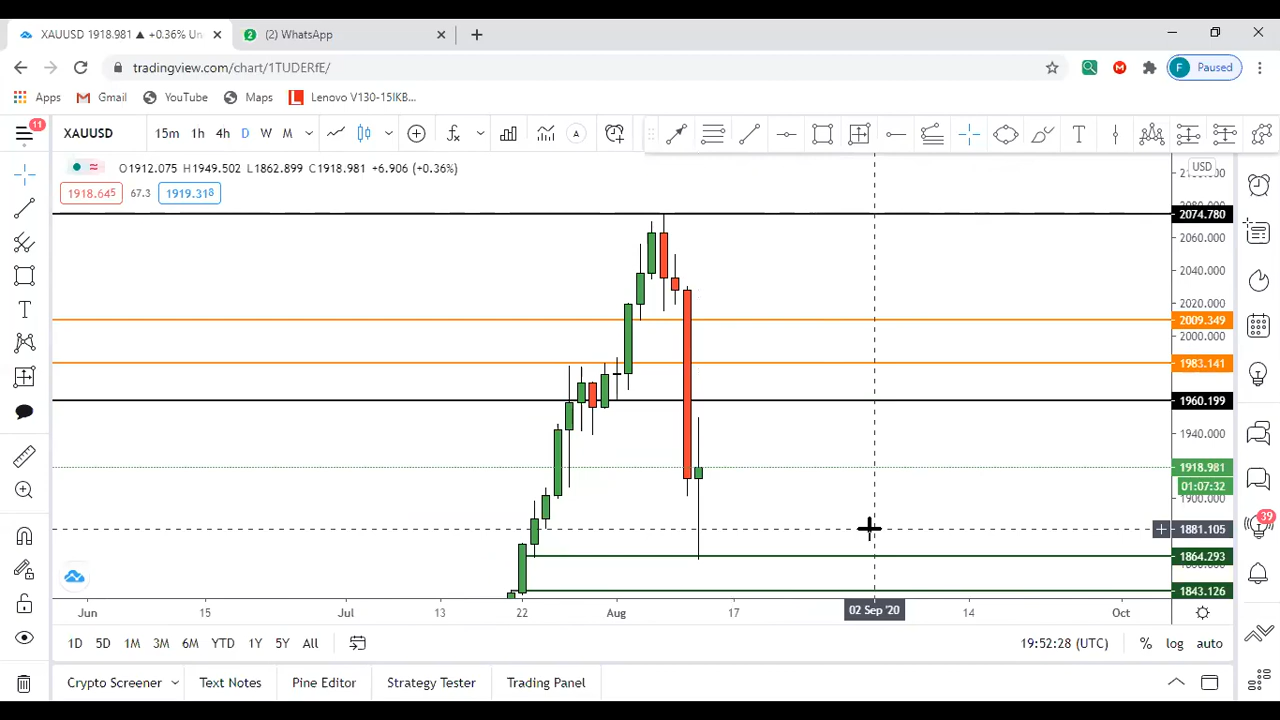 XAUUSD 1918.981 ▲ +0.36% Un
2
(2) WhatsApp
tradingview.com/chart/1TUDERfE/
M
F
Paused
Apps
Gmail
YouTube
Maps
L
Lenovo V130-15IKB...
11
XAUUSD
15m 1h 4h D W M
A
T
O1912.075 H1949.502 L1862.899 C1918.981 +6.906 (+0.36%)
USD
1918.645 67.3 1919.318
2074.780
2060.000
2040.000
2020.000
2009.349
2000.000
1983.141
1960.199
1940.000
1918.981
01:07:32
1900.000
39
1881.105
1864.293
1843.126
Jun 15 Jul 13 22 Aug 17 02 Sep '20 14 Oct
1D 5D 1M 3M 6M YTD 1Y 5Y All
19:52:28 (UTC) % log auto
Crypto Screener Text Notes Pine Editor Strategy Tester Trading Panel